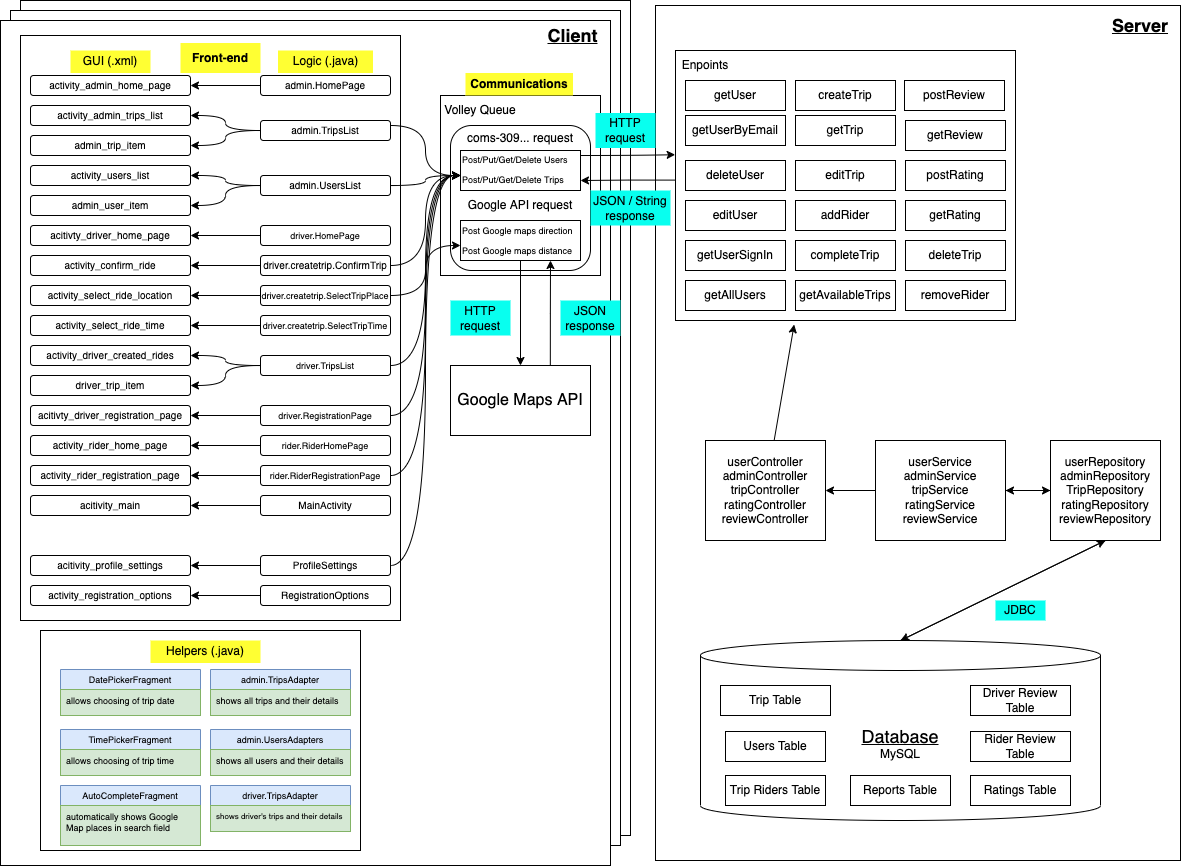 Client
Front-end
GUI (.xml)
Logic (.java)
activity_admin_home_page
admin.HomePage
activity_admin_trips_list
admin_trip_item
admin.TripsList
activity_users_list
admin_user_item
admin.UsersList
acitivty_driver_home_page
driver.HomePage
activity_confirm_ride
driver.createtrip.ConfirmTrip
activity_select_ride_location
driver.createtrip.SelectTripPlace
activity_select_ride_time
driver.createtrip.SelectTripTime
activity_driver_created_rides
driver_trip_item
driver.TripsList
acitivty_driver_registration_page
driver.RegistrationPage
activity_rider_home_page
rider.RiderHomePage
activity_rider_registration_page
rider.RiderRegistrationPage
acitivity_main
MainActivity
acitivity_profile_settings
ProfileSettings
activity_registration_options
RegistrationOptions
Helpers (.java)
DatePickerFragment
allows choosing of trip date
admin.TripsAdapter
shows all trips and their details
TimePickerFragment
allows choosing of trip time
admin.UsersAdapters
shows all users and their details
AutoCompleteFragment
automatically shows Google
Map places in search field
driver.TripsAdapter
shows driver's trips and their details
Communications
Volley Queue
coms-309... request
Post/Put/Get/Delete Users
Post/Put/Get/Delete Trips
Google API request
Post Google maps direction
Post Google maps distance
HTTP
request
JSON
response
Google Maps API
HTTP
request
JSON / String
response
Server
Enpoints
getUser
createTrip
postReview
getUserByEmail
getTrip
getReview
deleteUser
editTrip
postRating
editUser
addRider
getRating
getUserSignIn
completeTrip
deleteTrip
getAllUsers
getAvailableTrips
removeRider
userController
adminController
tripController
ratingController
reviewController
userService
adminService
tripService
ratingService
reviewService
userRepository
adminRepository
TripRepository
ratingRepository
reviewRepository
JDBC
Database
MySQL
Trip Table
Users Table
Trip Riders Table
Reports Table
Driver Review
Table
Rider Review
Table
Ratings Table